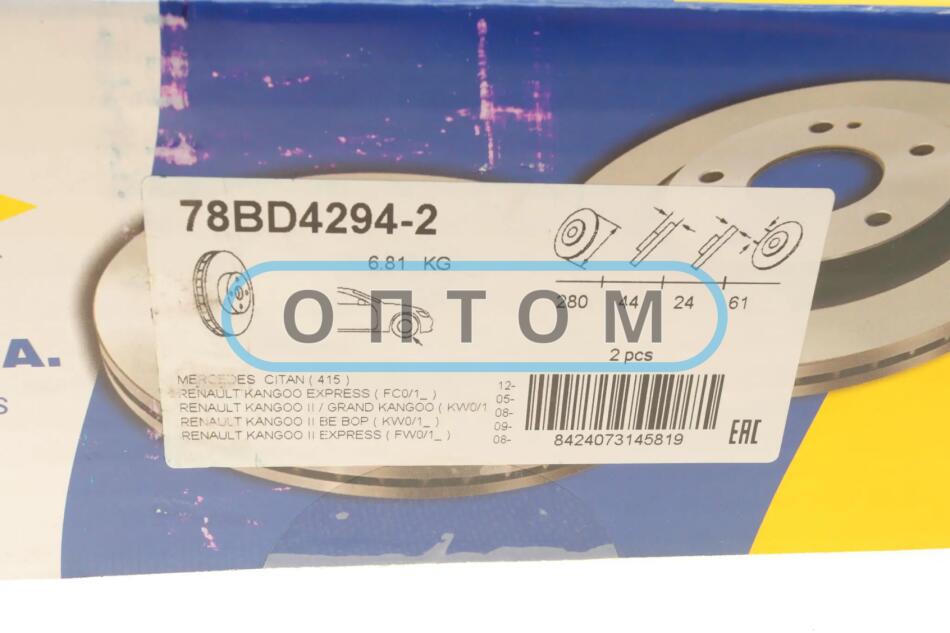 78BD4294-2
6,81 KG
280 44 24 61
2 pcs
ОПТОМ
A.
S
MERCEDES CITAN ( 415 ) 12-
RENAULT KANGOO EXPRESS ( FC0/1_ ) 05-
RENAULT KANGOO II / GRAND KANGOO ( KW0/1 08-
RENAULT KANGOO II BE BOP ( KW0/1_ ) 09-
RENAULT KANGOO II EXPRESS ( FW0/1_ ) 08-
8424073145819
EAC